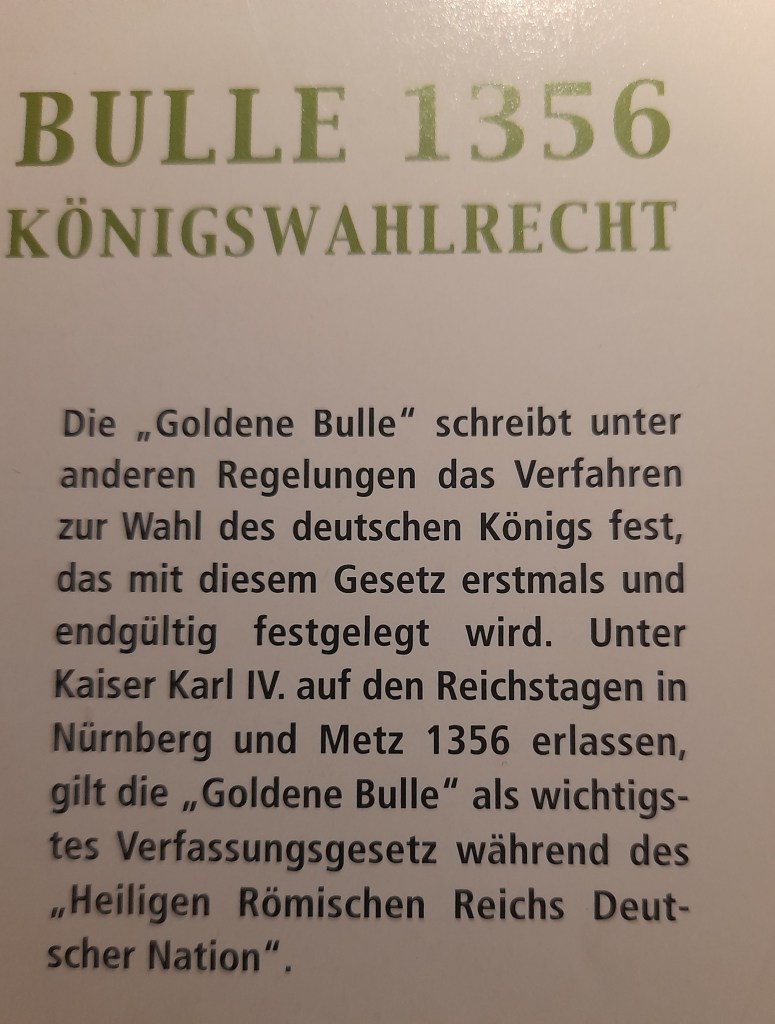 BULLE 1356
KÖNIGSWAHLRECHT
Die „Goldene Bulle“ schreibt unter
anderen Regelungen das Verfahren
zur Wahl des deutschen Königs fest,
das mit diesem Gesetz erstmals und
endgültig festgelegt wird. Unter
Kaiser Karl IV. auf den Reichstagen in
Nürnberg und Metz 1356 erlassen,
gilt die „Goldene Bulle“ als wichtigs-
tes Verfassungsgesetz während des
„Heiligen Römischen Reichs Deut-
scher Nation“.